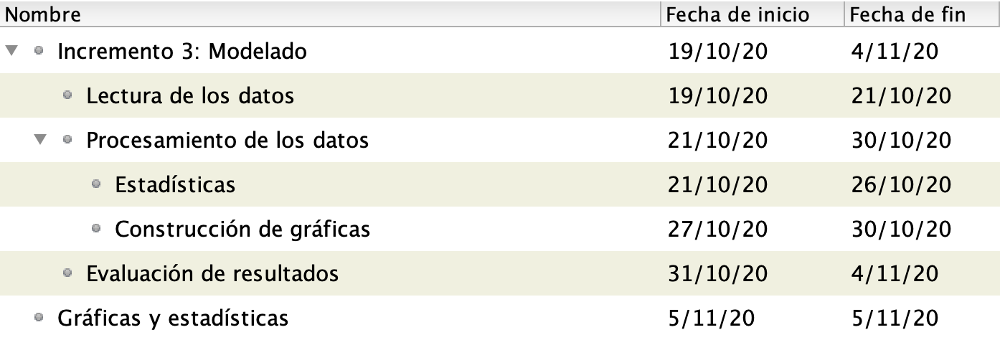 Nombre Fecha de inicio Fecha de fin
Incremento 3: Modelado 19/10/20 4/11/20
Lectura de los datos 19/10/20 21/10/20
Procesamiento de los datos 21/10/20 30/10/20
Estadísticas 21/10/20 26/10/20
Construcción de gráficas 27/10/20 30/10/20
Evaluación de resultados 31/10/20 4/11/20
Gráficas y estadísticas 5/11/20 5/11/20